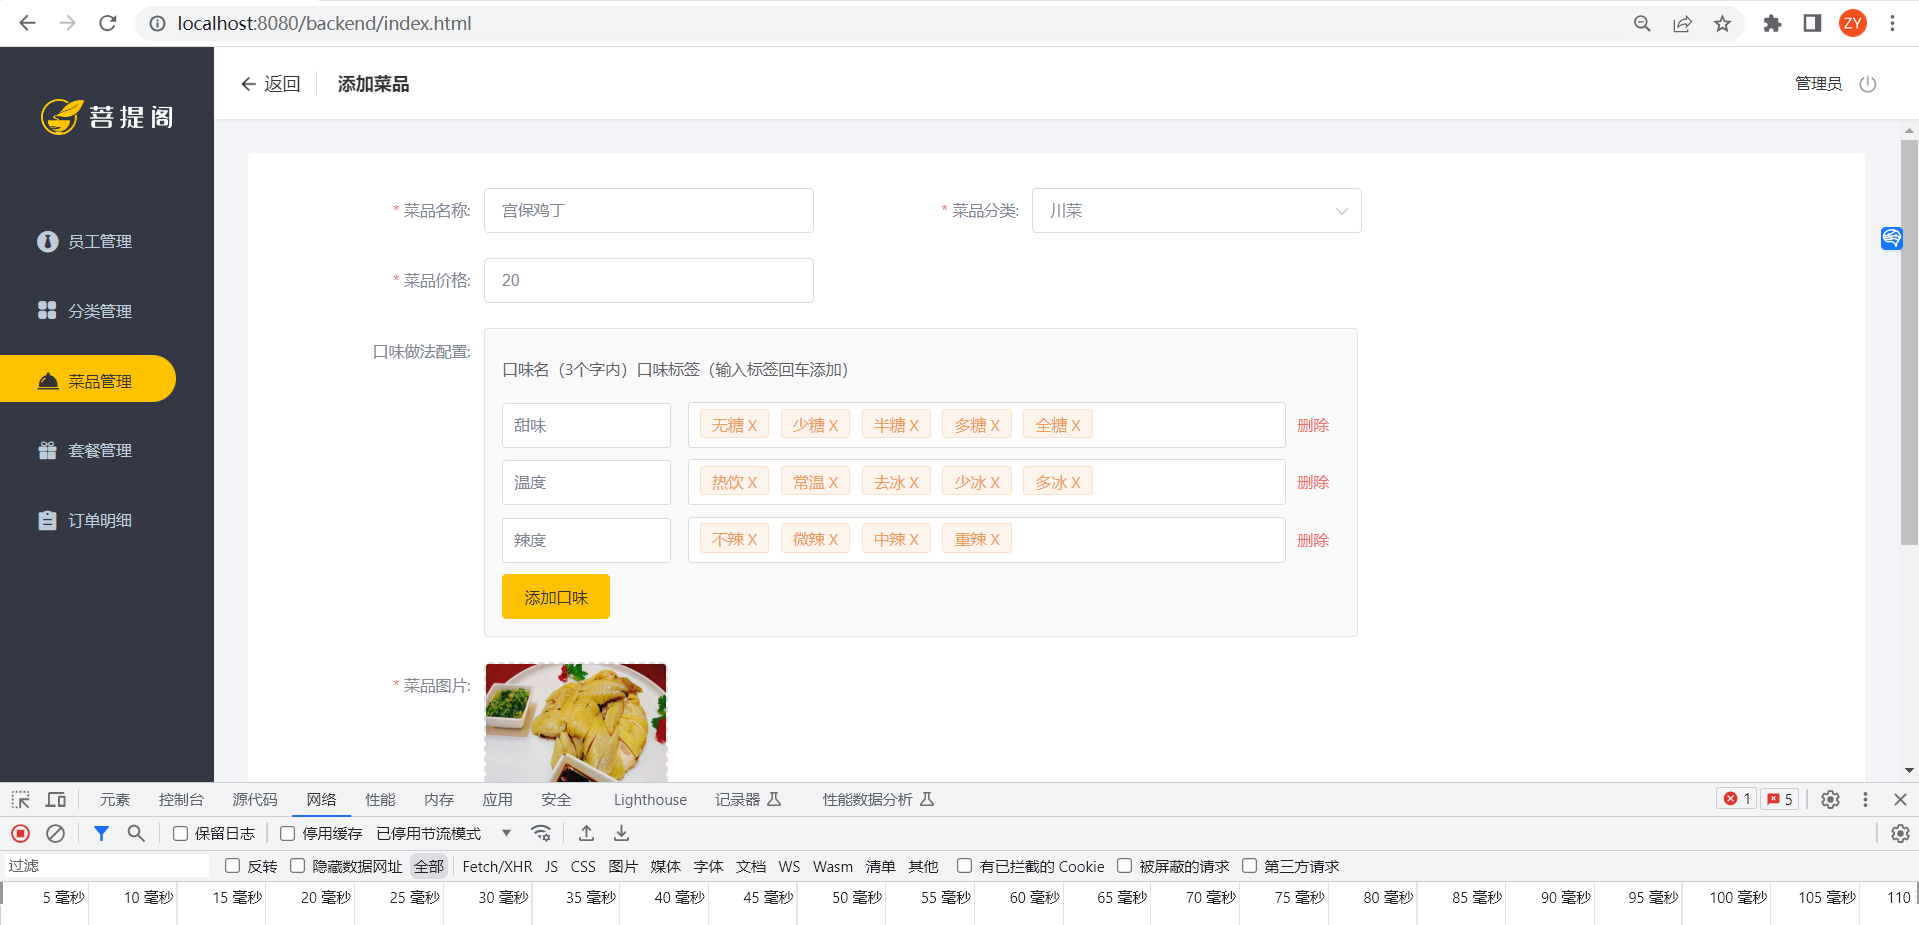 localhost:8080/backend/index.html
ZY
菩提阁
返回 添加菜品
管理员
员工管理
分类管理
菜品管理
套餐管理
订单明细
* 菜品名称: 宫保鸡丁 * 菜品分类: 川菜
* 菜品价格: 20
口味做法配置:
口味名（3个字内）口味标签（输入标签回车添加）
甜味 无糖 X 少糖 X 半糖 X 多糖 X 全糖 X 删除
温度 热饮 X 常温 X 去冰 X 少冰 X 多冰 X 删除
辣度 不辣 X 微辣 X 中辣 X 重辣 X 删除
添加口味
* 菜品图片:
元素 控制台 源代码 网络 性能 内存 应用 安全 Lighthouse 记录器 性能数据分析 1 5
保留日志 停用缓存 已停用节流模式
过滤 反转 隐藏数据网址 全部 Fetch/XHR JS CSS 图片 媒体 字体 文档 WS Wasm 清单 其他 有已拦截的 Cookie 被屏蔽的请求 第三方请求
5 毫秒 10 毫秒 15 毫秒 20 毫秒 25 毫秒 30 毫秒 35 毫秒 40 毫秒 45 毫秒 50 毫秒 55 毫秒 60 毫秒 65 毫秒 70 毫秒 75 毫秒 80 毫秒 85 毫秒 90 毫秒 95 毫秒 100 毫秒 105 毫秒 110